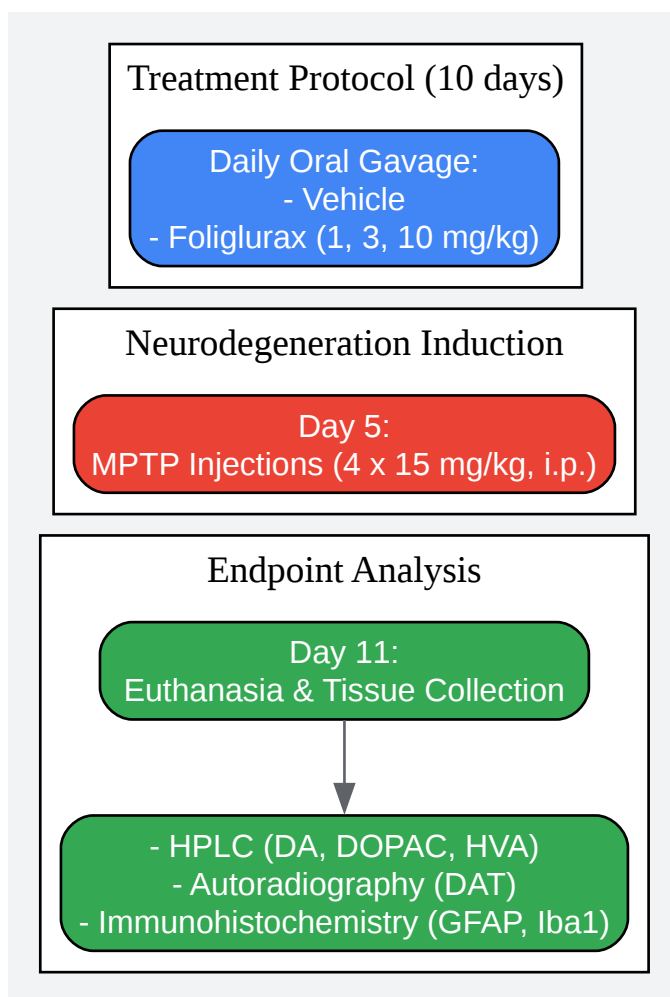 Treatment Protocol (10 days)
Daily Oral Gavage:
- Vehicle
- Foliglurax (1, 3, 10 mg/kg)
Neurodegeneration Induction
Day 5:
MPTP Injections (4 x 15 mg/kg, i.p.)
Endpoint Analysis
Day 11:
Euthanasia & Tissue Collection
- HPLC (DA, DOPAC, HVA)
- Autoradiography (DAT)
- Immunohistochemistry (GFAP, Iba1)